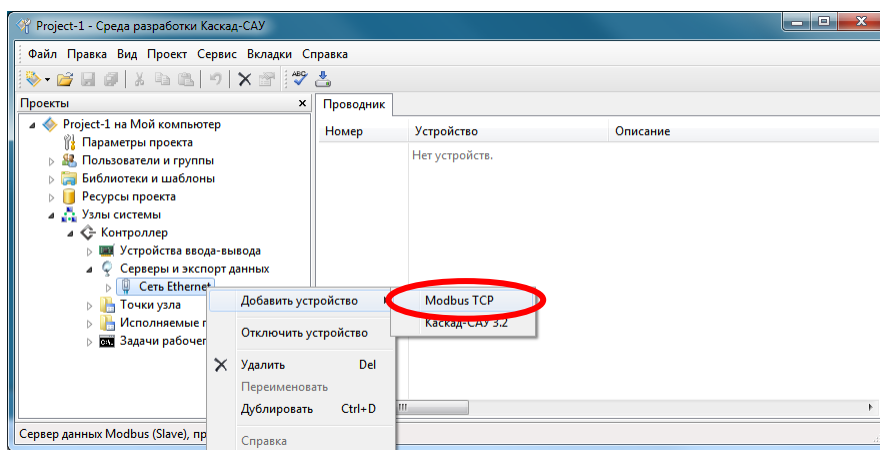 Project-1 - Среда разработки Каскад-САУ
Файл Правка Вид Проект Сервис Вкладки Справка
Проекты
Проводник
Project-1 на Мой компьютер
Параметры проекта
Пользователи и группы
Библиотеки и шаблоны
Ресурсы проекта
Узлы системы
Контроллер
Устройства ввода-вывода
Серверы и экспорт данных
Сеть Ethernet
Точки узла
Исполняемые
Задачи
Номер Устройство Описание
Нет устройств.
Добавить устройство
Отключить устройство
Удалить Del
Переименовать
Дублировать Ctrl+D
Справка
Modbus TCP
Каскад-САУ 3.2
Сервер данных Modbus (Slave), пр